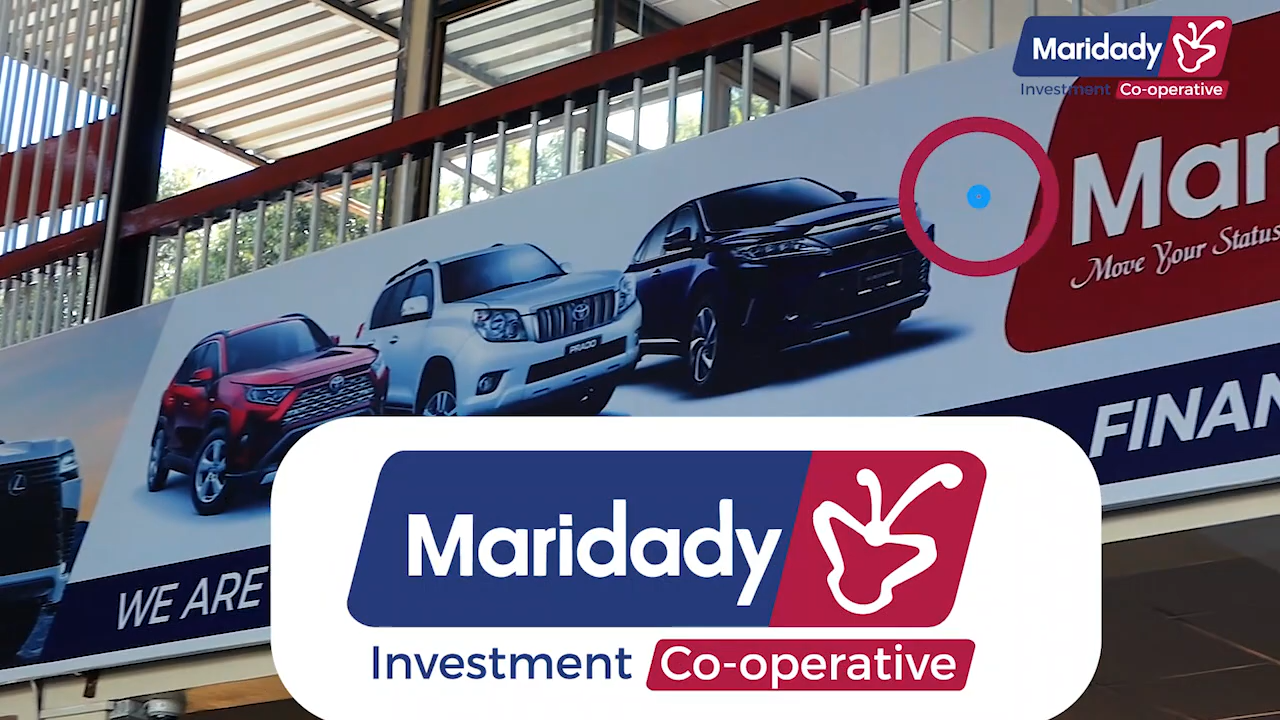 Maridady
Investment Co-operative
Mar
Move Your Status
PRADO
FINAN
WE ARE
Maridady
Investment Co-operative